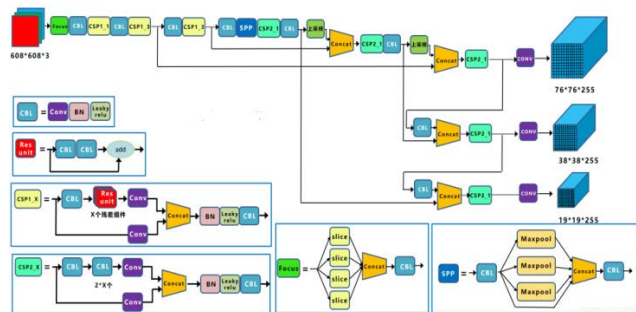 608*608*3
Focus CBL CSP1_1 CBL CSP1_3 CBL CSP1_3 CBL SPP CSP2_1 CBL 上采样 Concat CSP2_1 CBL 上采样 Concat CSP2_1 CONV
76*76*255
CBL = Conv BN Leaky relu
CBL Concat CSP2_1 CONV
38*38*255
Res unit = CBL CBL add
CBL Concat CSP2_1 CONV
19*19*255
CSP1_X = CBL Res unit Conv Concat BN Leaky relu CBL
X个残差组件
Conv
CSP2_X = CBL CBL Conv Concat BN Leaky relu CBL
2*X个
Conv
Focus = slice slice slice slice Concat CBL
SPP = CBL Maxpool Maxpool Maxpool Concat CBL